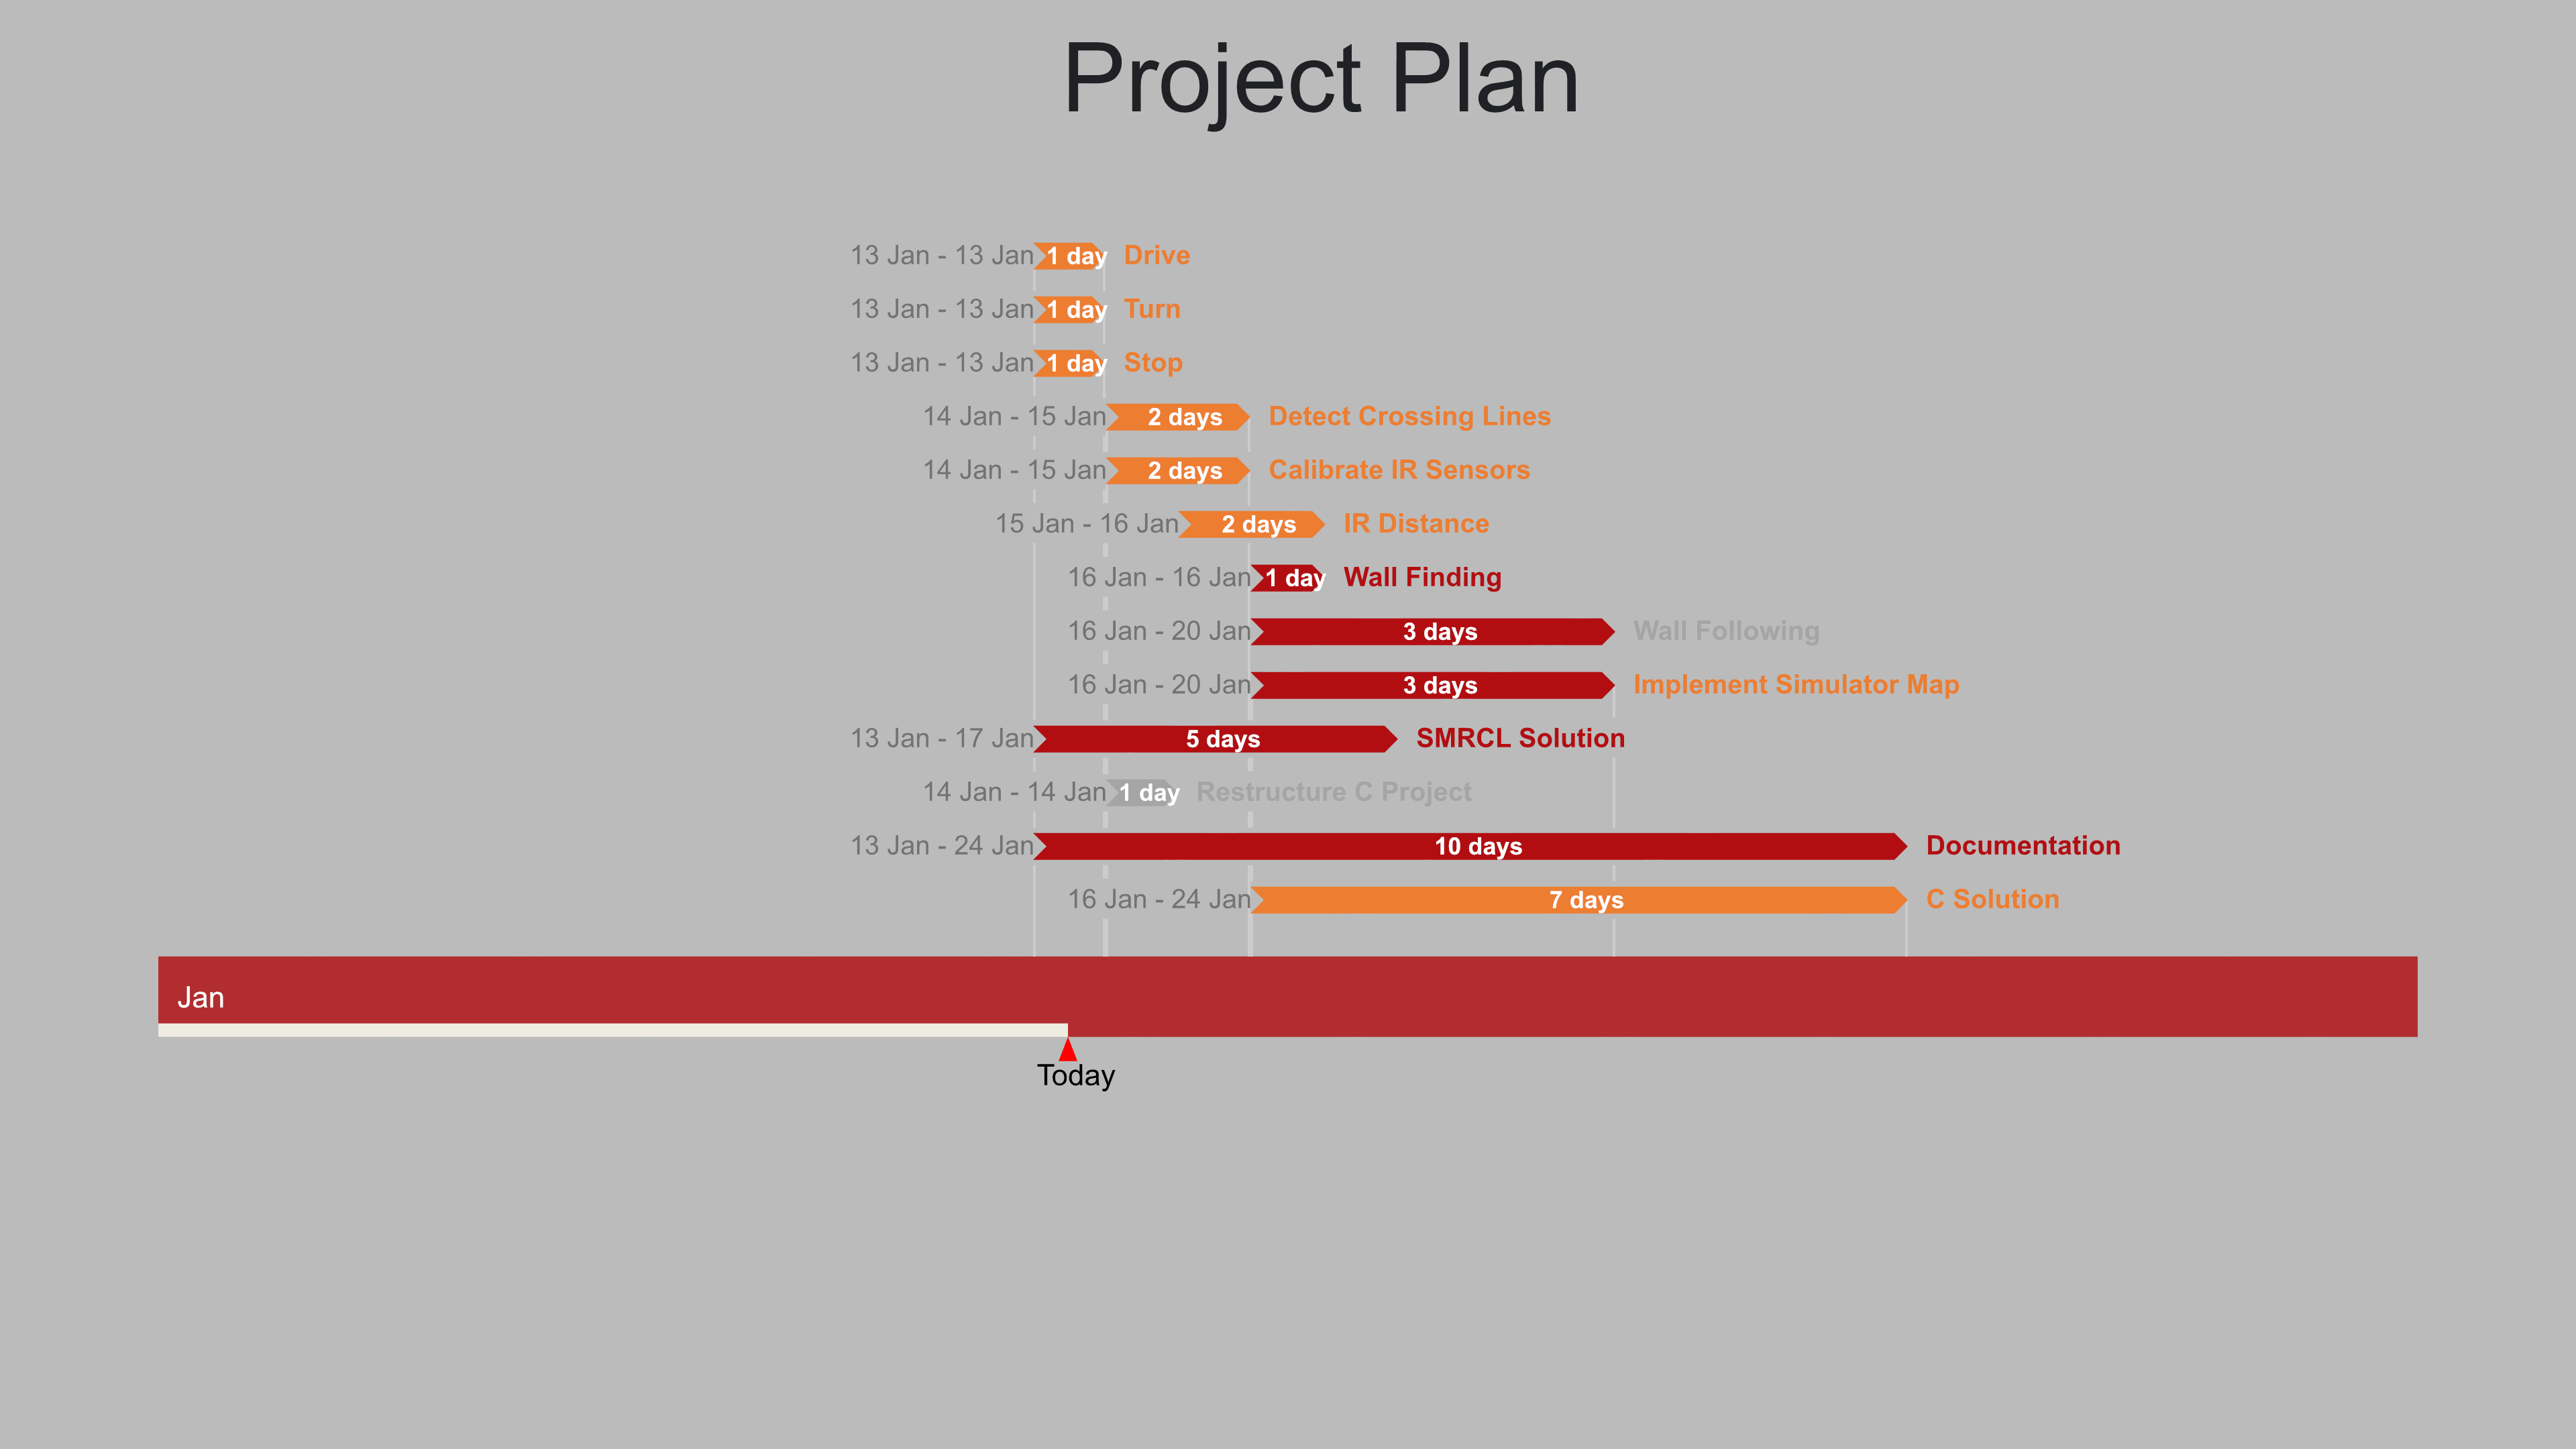 Project Plan
13 Jan - 13 Jan 1 day Drive
13 Jan - 13 Jan 1 day Turn
13 Jan - 13 Jan 1 day Stop
14 Jan - 15 Jan 2 days Detect Crossing Lines
14 Jan - 15 Jan 2 days Calibrate IR Sensors
15 Jan - 16 Jan 2 days IR Distance
16 Jan - 16 Jan 1 day Wall Finding
16 Jan - 20 Jan 3 days Wall Following
16 Jan - 20 Jan 3 days Implement Simulator Map
13 Jan - 17 Jan 5 days SMRCL Solution
14 Jan - 14 Jan 1 day Restructure C Project
13 Jan - 24 Jan 10 days Documentation
16 Jan - 24 Jan 7 days C Solution
Jan
Today